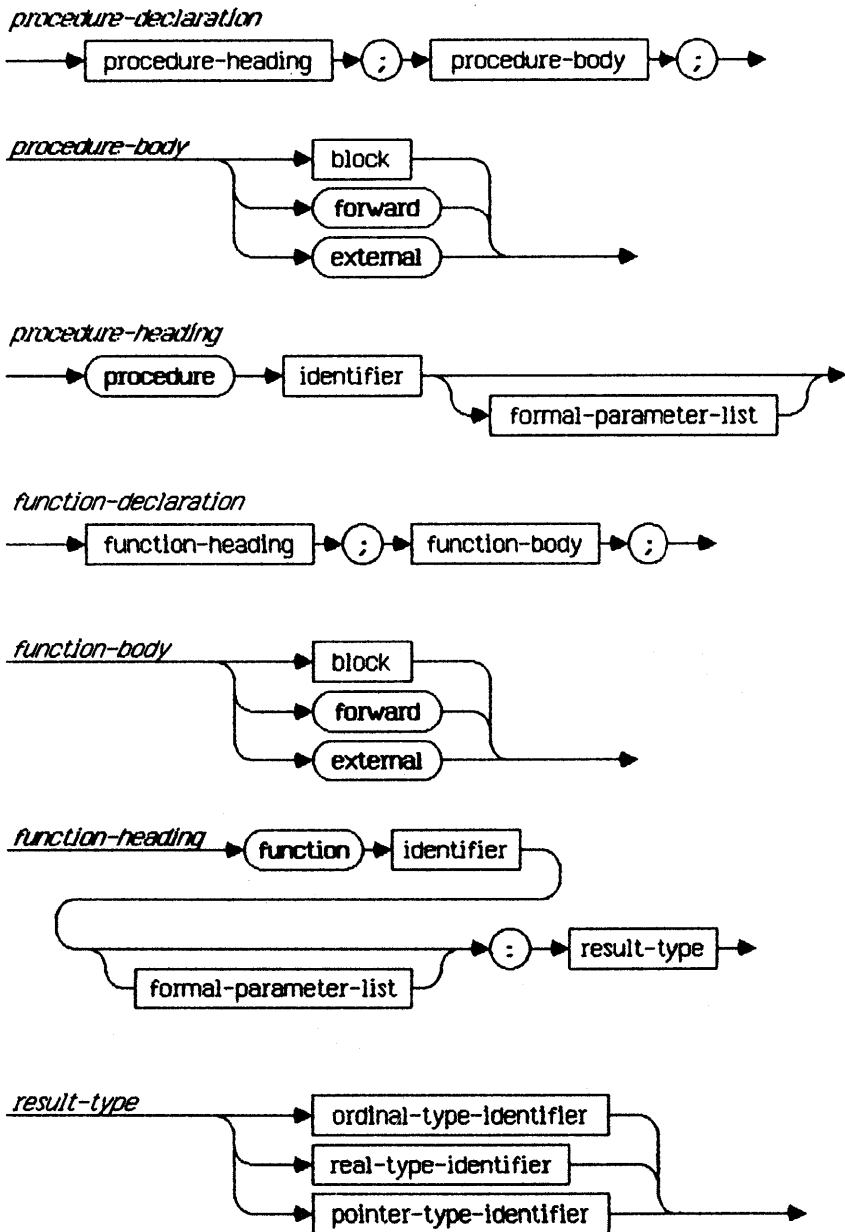 procedure-declaration
procedure-heading ; procedure-body ;
procedure-body
block
forward
external
procedure-heading
procedure identifier
formal-parameter-list
function-declaration
function-heading ; function-body ;
function-body
block
forward
external
function-heading function identifier
: result-type
formal-parameter-list
result-type
ordinal-type-identifier
real-type-identifier
pointer-type-identifier